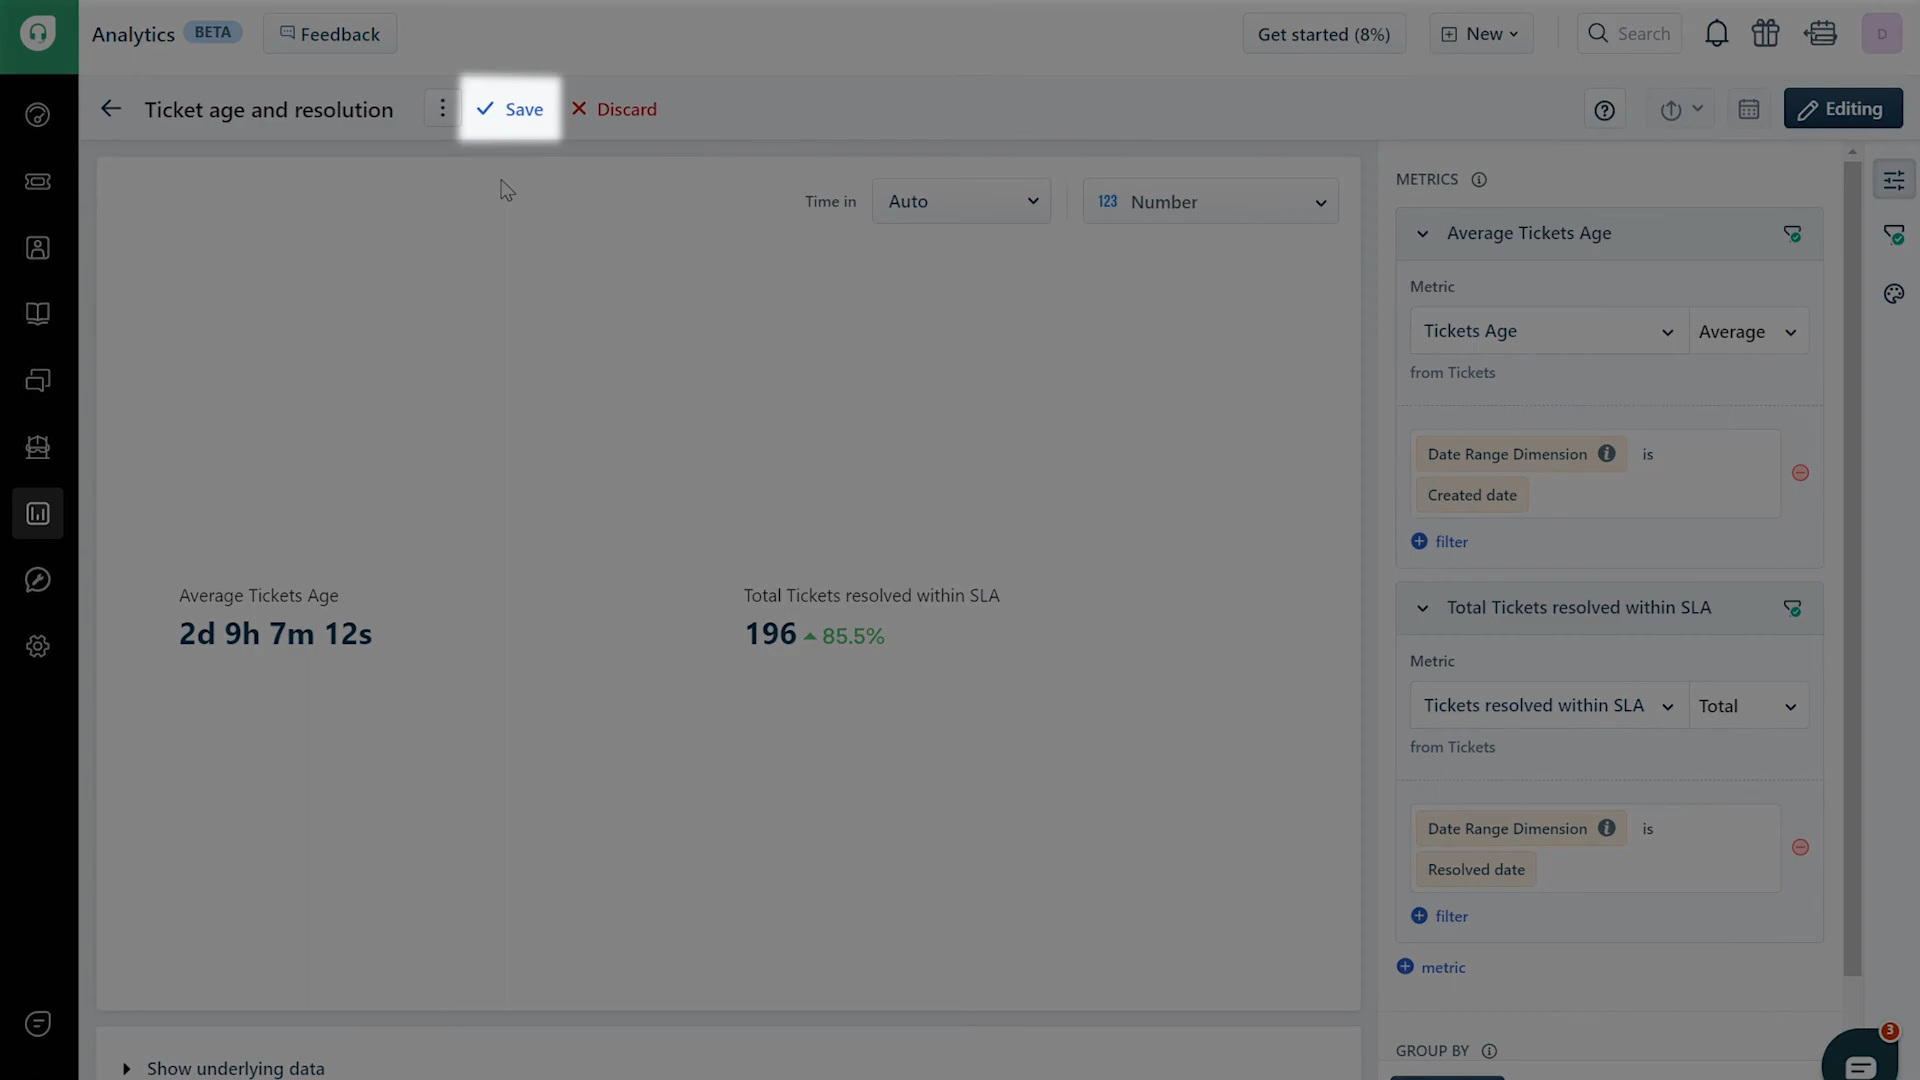 Analytics BETA Feedback Get started (8%) New Search D
Ticket age and resolution Save Discard Editing
Time in Auto 123 Number
Average Tickets Age
2d 9h 7m 12s
Total Tickets resolved within SLA
196 85.5%
Show underlying data
METRICS
Average Tickets Age
Metric
Tickets Age Average
from Tickets
Date Range Dimension is
Created date
filter
Total Tickets resolved within SLA
Metric
Tickets resolved within SLA Total
from Tickets
Date Range Dimension is
Resolved date
filter
metric
GROUP BY
3